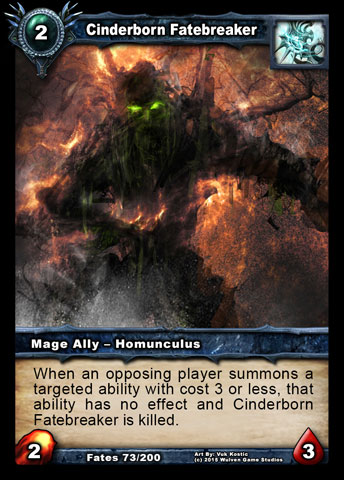 2
Cinderborn Fatebreaker
Mage Ally – Homunculus
When an opposing player summons a
targeted ability with cost 3 or less, that
ability has no effect and Cinderborn
Fatebreaker is killed.
2
Fates 73/200
Art By: Vuk Kostic
(c) 2015 Wulven Game Studios
3